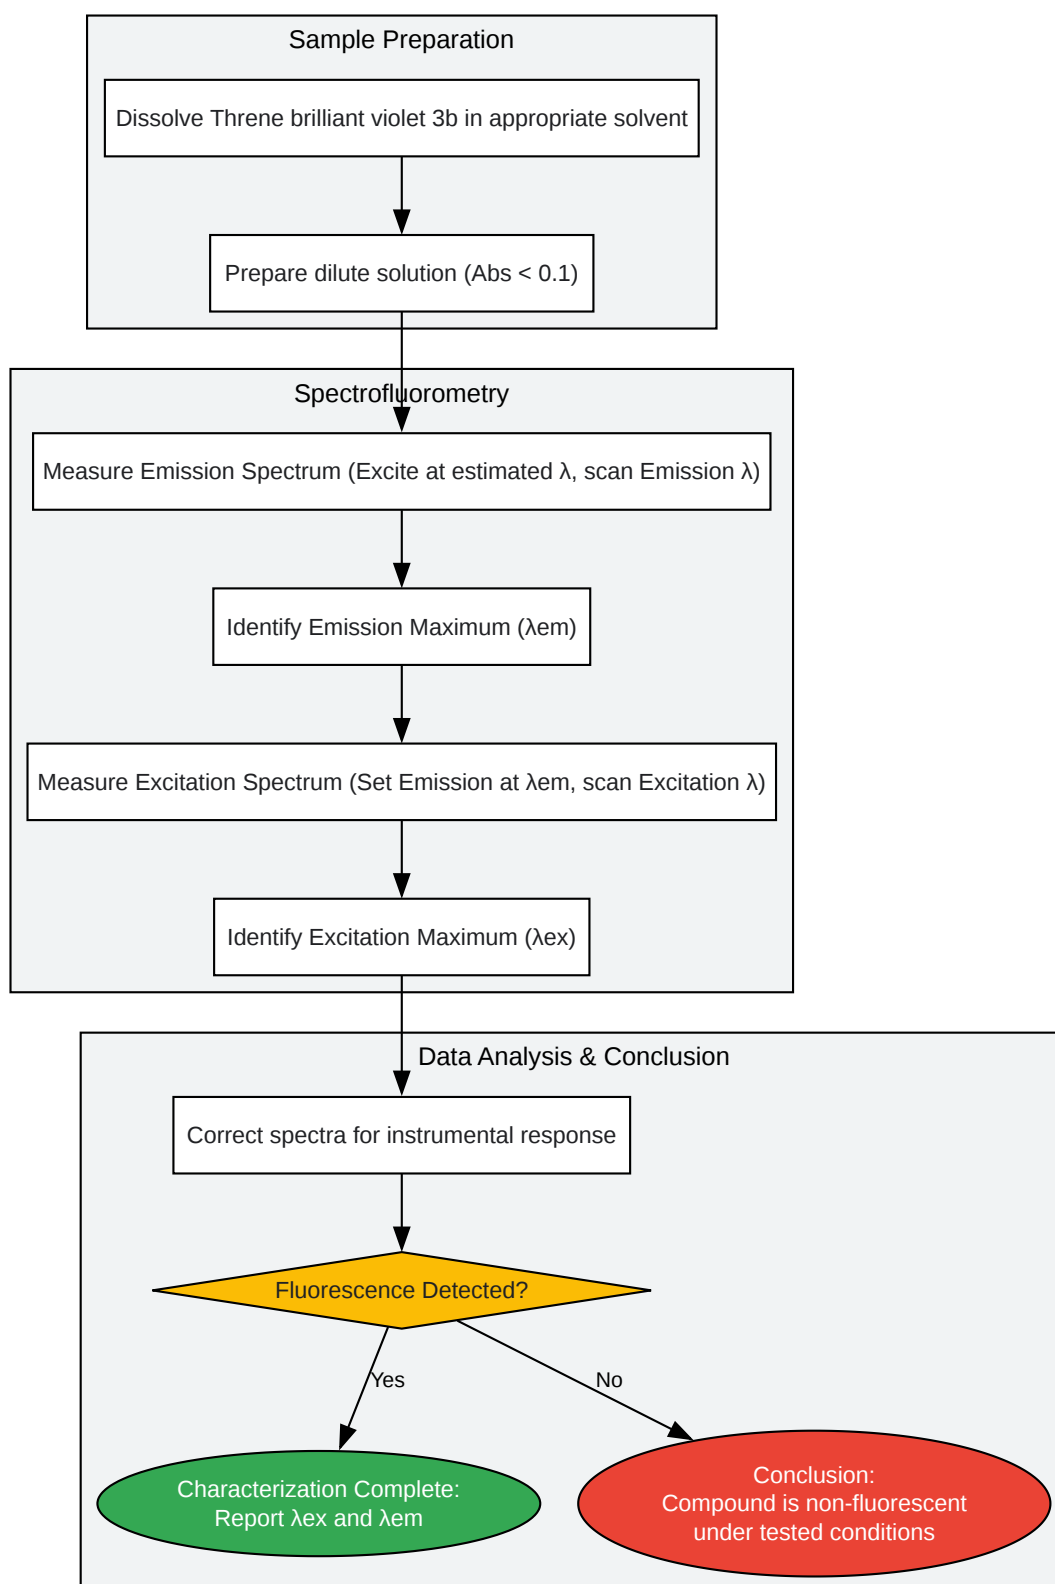 Sample Preparation
Dissolve Threne brilliant violet 3b in appropriate solvent
Prepare dilute solution (Abs < 0.1)
Spectrofluorometry
Measure Emission Spectrum (Excite at estimated λ, scan Emission λ)
Identify Emission Maximum (λem)
Measure Excitation Spectrum (Set Emission at λem, scan Excitation λ)
Identify Excitation Maximum (λex)
Data Analysis & Conclusion
Correct spectra for instrumental response
Fluorescence Detected?
Yes
No
Characterization Complete:
Report λex and λem
Conclusion:
Compound is non-fluorescent
under tested conditions